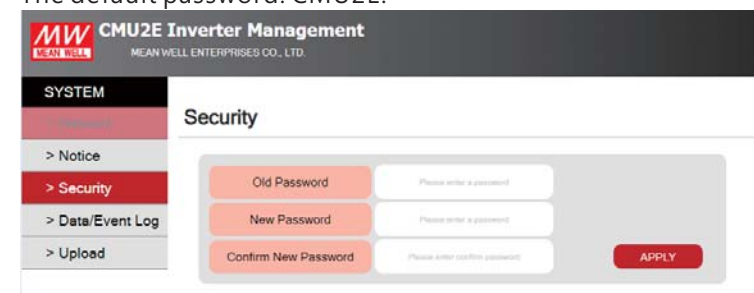 The default password: CMU2E.
MW CMU2E Inverter Management
MEAN WELL MEAN WELL ENTERPRISES CO., LTD.
SYSTEM
Security
> Notice
> Security
> Data/Event Log
> Upload
Old Password Please enter a password
New Password Please enter a password
Confirm New Password Please enter confirm password
APPLY